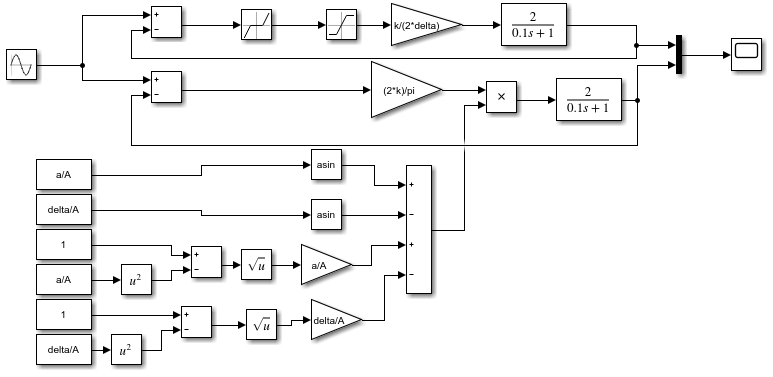 +
−
k/(2*delta)
2
0.1s + 1
+
−
(2*k)/pi
×
2
0.1s + 1
a/A
asin
+
delta/A
asin
−
1
+
−
√u
a/A
+
a/A
u²
−
1
+
−
√u
delta/A
delta/A
u²